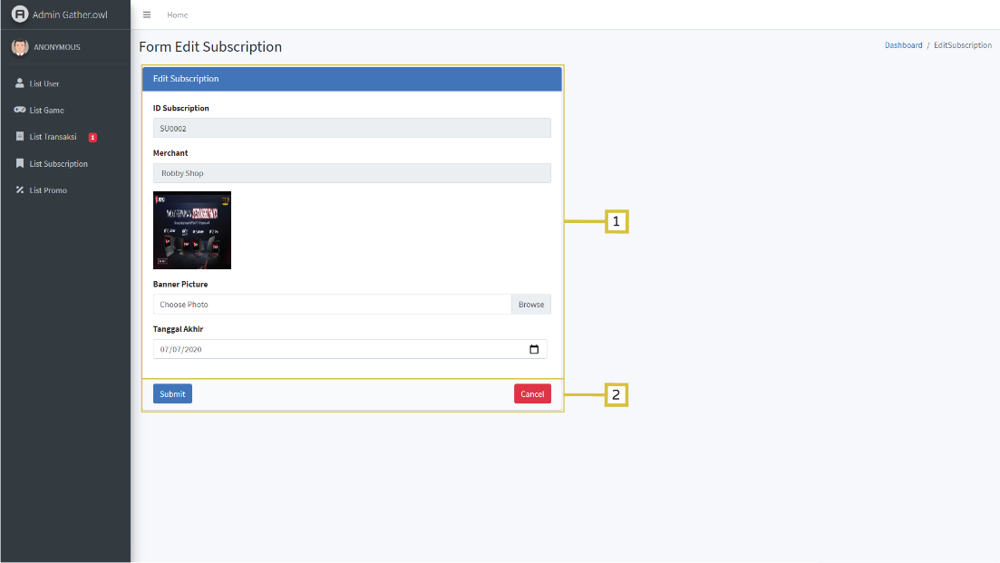 Admin Gather.owl
Home
ANONYMOUS
Form Edit Subscription
Dashboard / EditSubscription
List User
List Game
List Transaksi 1
List Subscription
List Promo
Edit Subscription
ID Subscription
SU0002
Merchant
Robby Shop
1
Banner Picture
Choose Photo
Browse
Tanggal Akhir
07/07/2020
Submit
Cancel
2